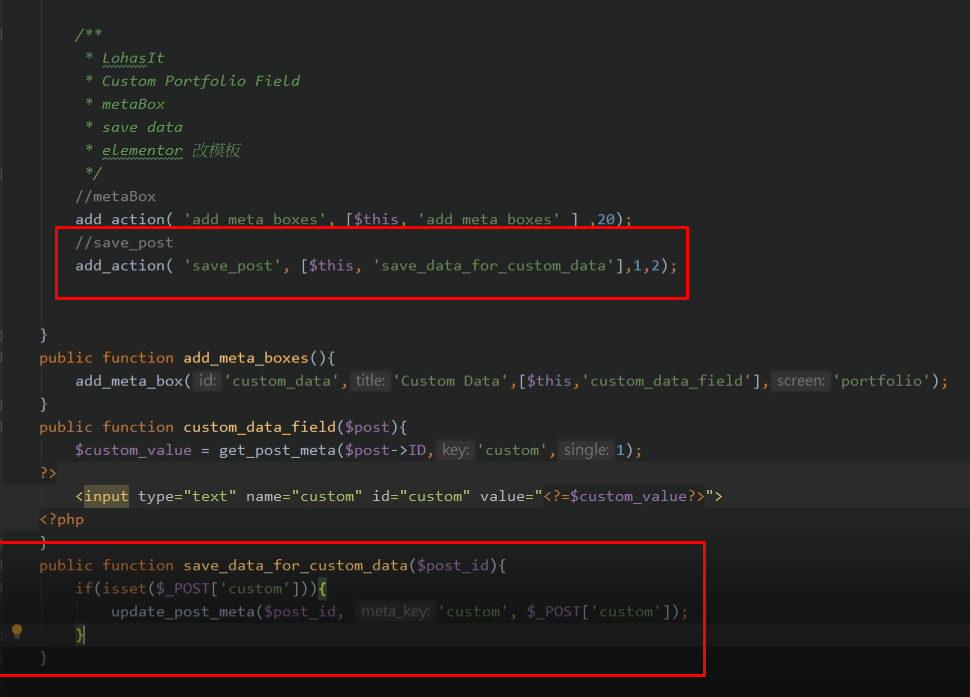 /**
* LohasIt
* Custom Portfolio Field
* metaBox
* save data
* elementor 改模板
*/
//metaBox
add_action( 'add_meta_boxes', [$this, 'add_meta_boxes' ] ,20);
//save_post
add_action( 'save_post', [$this, 'save_data_for_custom_data'],1,2);
}
public function add_meta_boxes(){
add_meta_box( id: 'custom_data', title: 'Custom Data',[$this,'custom_data_field'], screen: 'portfolio');
}
public function custom_data_field($post){
$custom_value = get_post_meta($post->ID, key: 'custom', single: 1);
?>
<input type="text" name="custom" id="custom" value="<?=$custom_value?>">
<?php
}
public function save_data_for_custom_data($post_id){
if(isset($_POST['custom'])){
update_post_meta($post_id, meta_key: 'custom', $_POST['custom']);
}
}